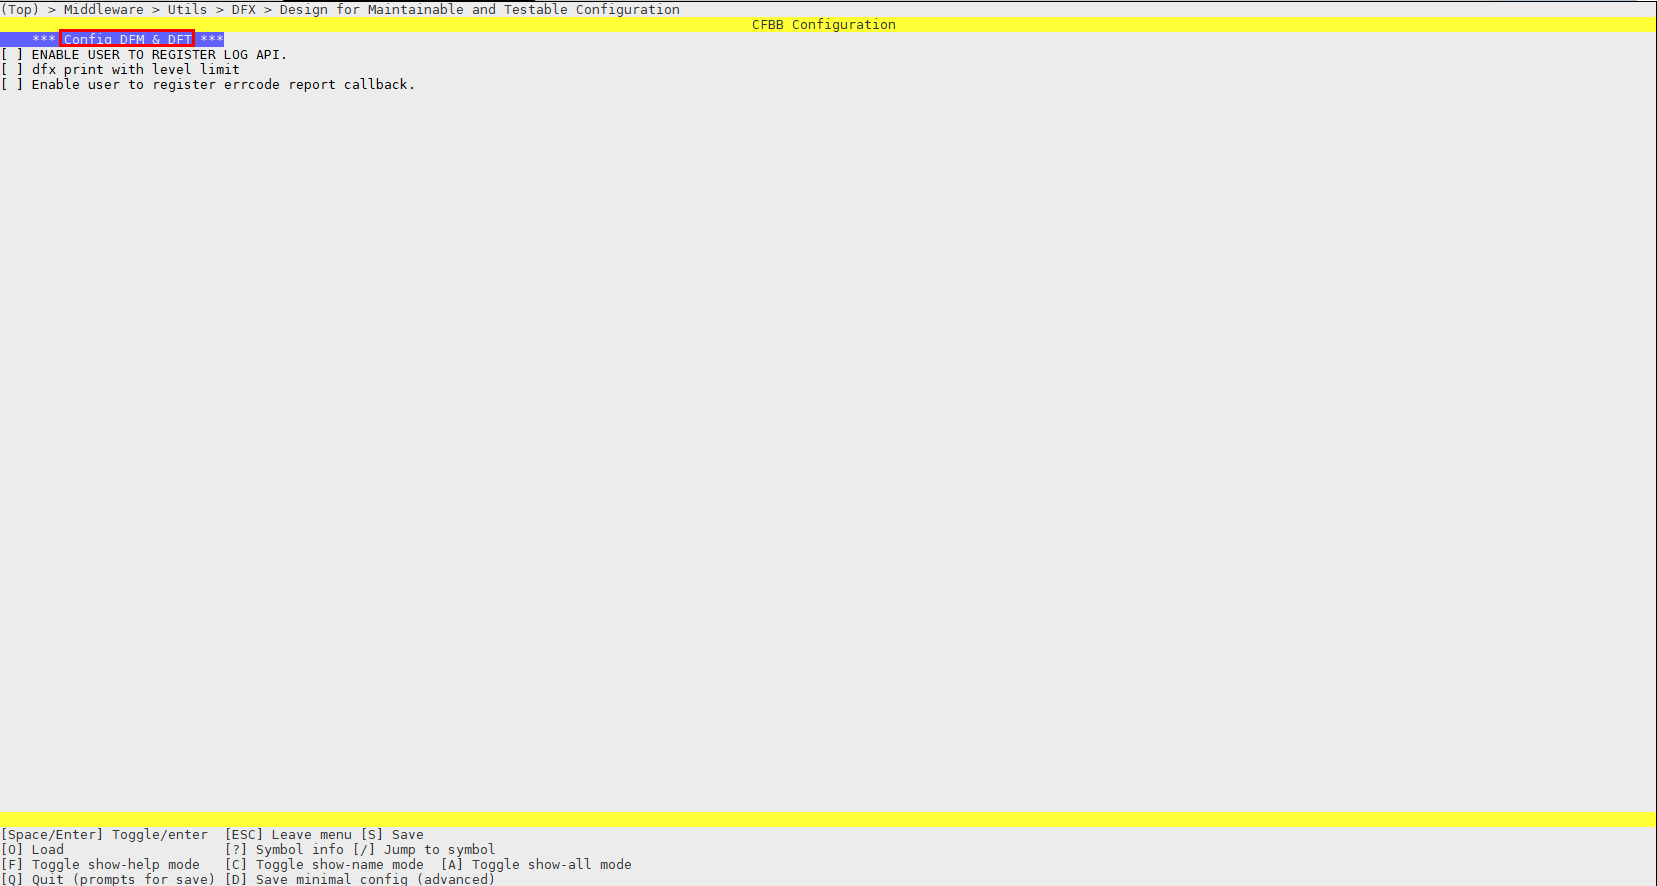 (Top) > Middleware > Utils > DFX > Design for Maintainable and Testable Configuration
CFBB Configuration
*** Config DFM & DFT ***
[ ] ENABLE USER TO REGISTER LOG API.
[ ] dfx print with level limit
[ ] Enable user to register errcode report callback.
[Space/Enter] Toggle/enter [ESC] Leave menu [S] Save
[O] Load [?] Symbol info [/] Jump to symbol
[F] Toggle show-help mode [C] Toggle show-name mode [A] Toggle show-all mode
[Q] Quit (prompts for save) [D] Save minimal config (advanced)